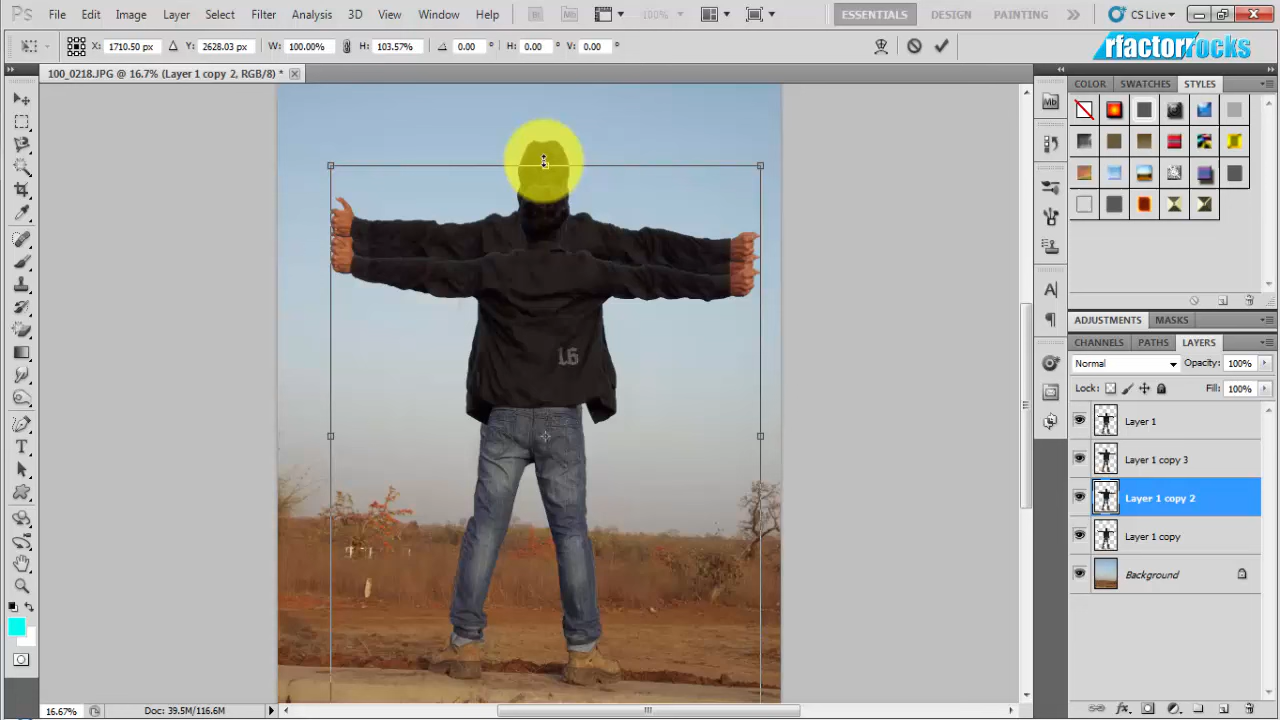 Ps File Edit Image Layer Select Filter Analysis 3D View Window Help Br Mb 100% ESSENTIALS DESIGN PAINTING CS Live
X: 1710.50 px Y: 2628.03 px W: 100.00% H: 103.57% 0.00 ° H: 0.00 ° V: 0.00 °
rfactorrocks
100_0218.JPG @ 16.7% (Layer 1 copy 2, RGB/8) *
COLOR SWATCHES STYLES
Mb
16
ADJUSTMENTS MASKS
CHANNELS PATHS LAYERS
Normal Opacity: 100%
Lock: Fill: 100%
Layer 1
Layer 1 copy 3
Layer 1 copy 2
Layer 1 copy
Background
16.67% Doc: 39.5M/116.6M